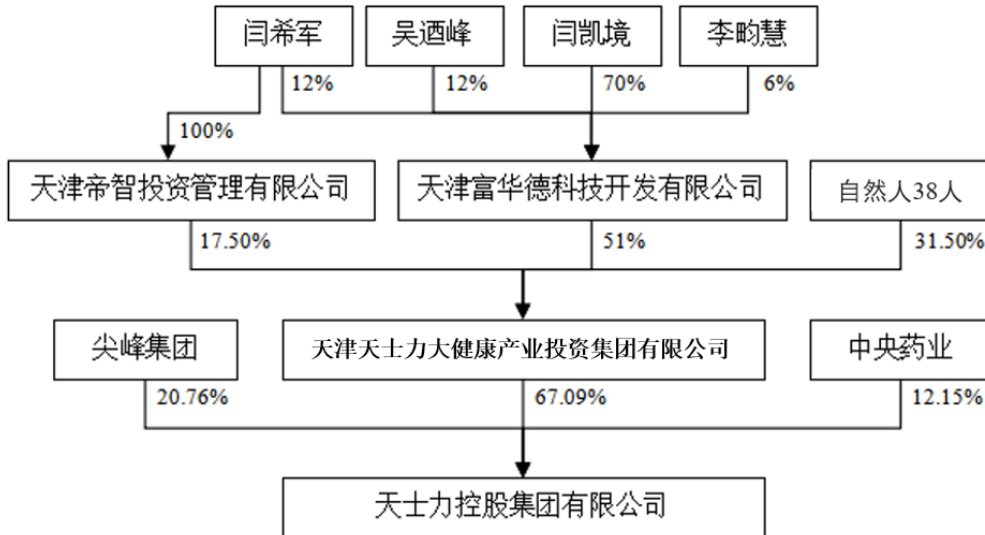 闫希军
吴迺峰
闫凯境
李畇慧
12%
12%
70%
6%
100%
天津帝智投资管理有限公司
天津富华德科技开发有限公司
自然人38人
17.50%
51%
31.50%
尖峰集团
天津天士力大健康产业投资集团有限公司
中央药业
20.76%
67.09%
12.15%
天士力控股集团有限公司